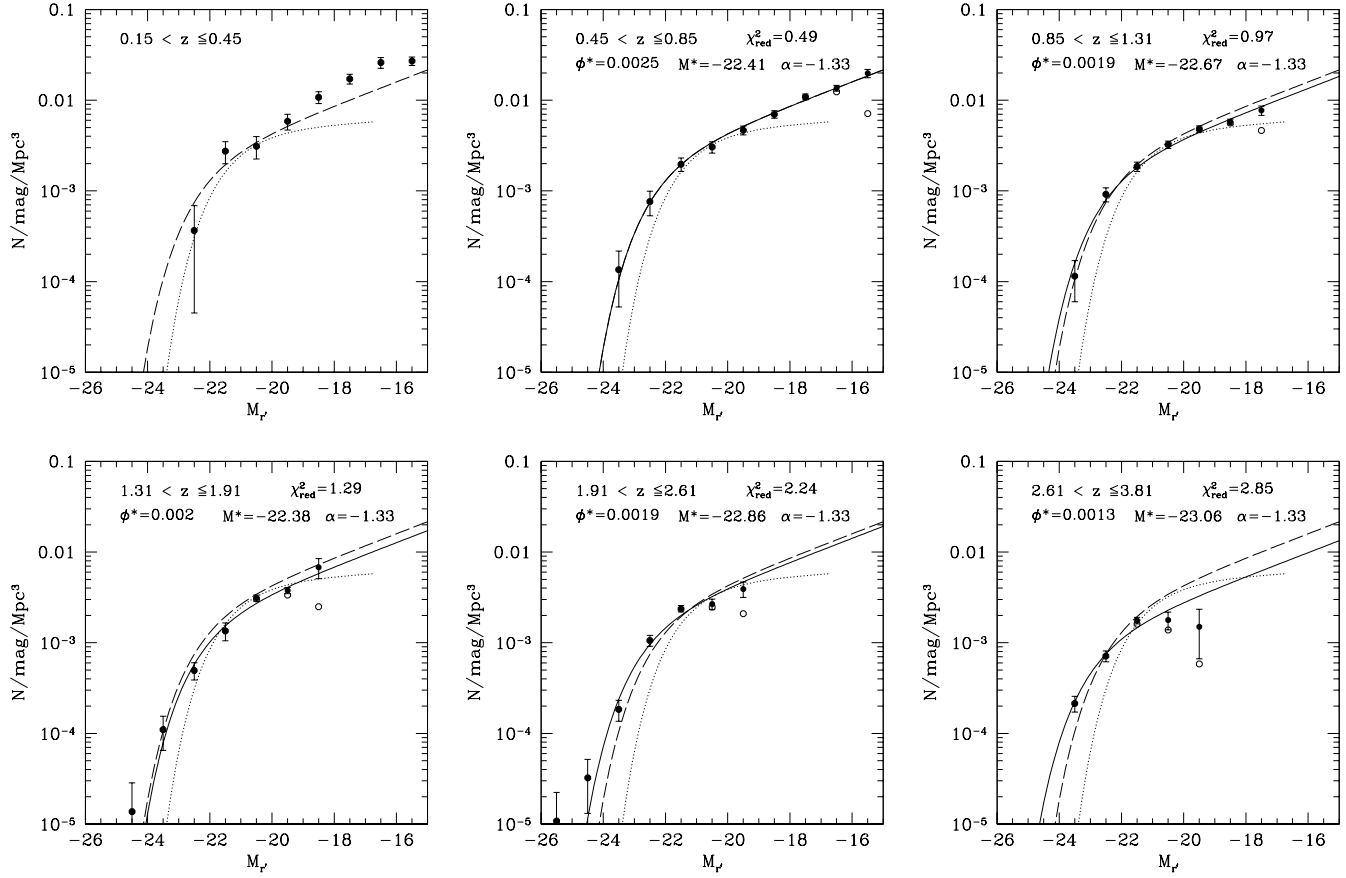 0.15 < z ≦0.45
0.1
0.01
10⁻³
10⁻⁴
10⁻⁵
N/mag/Mpc³
−26 −24 −22 −20 −18 −16
M_r′
0.45 < z ≦0.85 χ²_red=0.49
ϕ*=0.0025 M*=−22.41 α=−1.33
0.1
0.01
10⁻³
10⁻⁴
10⁻⁵
N/mag/Mpc³
−26 −24 −22 −20 −18 −16
M_r′
0.85 < z ≦1.31 χ²_red=0.97
ϕ*=0.0019 M*=−22.67 α=−1.33
0.1
0.01
10⁻³
10⁻⁴
10⁻⁵
N/mag/Mpc³
−26 −24 −22 −20 −18 −16
M_r′
1.31 < z ≦1.91 χ²_red=1.29
ϕ*=0.002 M*=−22.38 α=−1.33
0.1
0.01
10⁻³
10⁻⁴
10⁻⁵
N/mag/Mpc³
−26 −24 −22 −20 −18 −16
M_r′
1.91 < z ≦2.61 χ²_red=2.24
ϕ*=0.0019 M*=−22.86 α=−1.33
0.1
0.01
10⁻³
10⁻⁴
10⁻⁵
N/mag/Mpc³
−26 −24 −22 −20 −18 −16
M_r′
2.61 < z ≦3.81 χ²_red=2.85
ϕ*=0.0013 M*=−23.06 α=−1.33
0.1
0.01
10⁻³
10⁻⁴
10⁻⁵
N/mag/Mpc³
−26 −24 −22 −20 −18 −16
M_r′